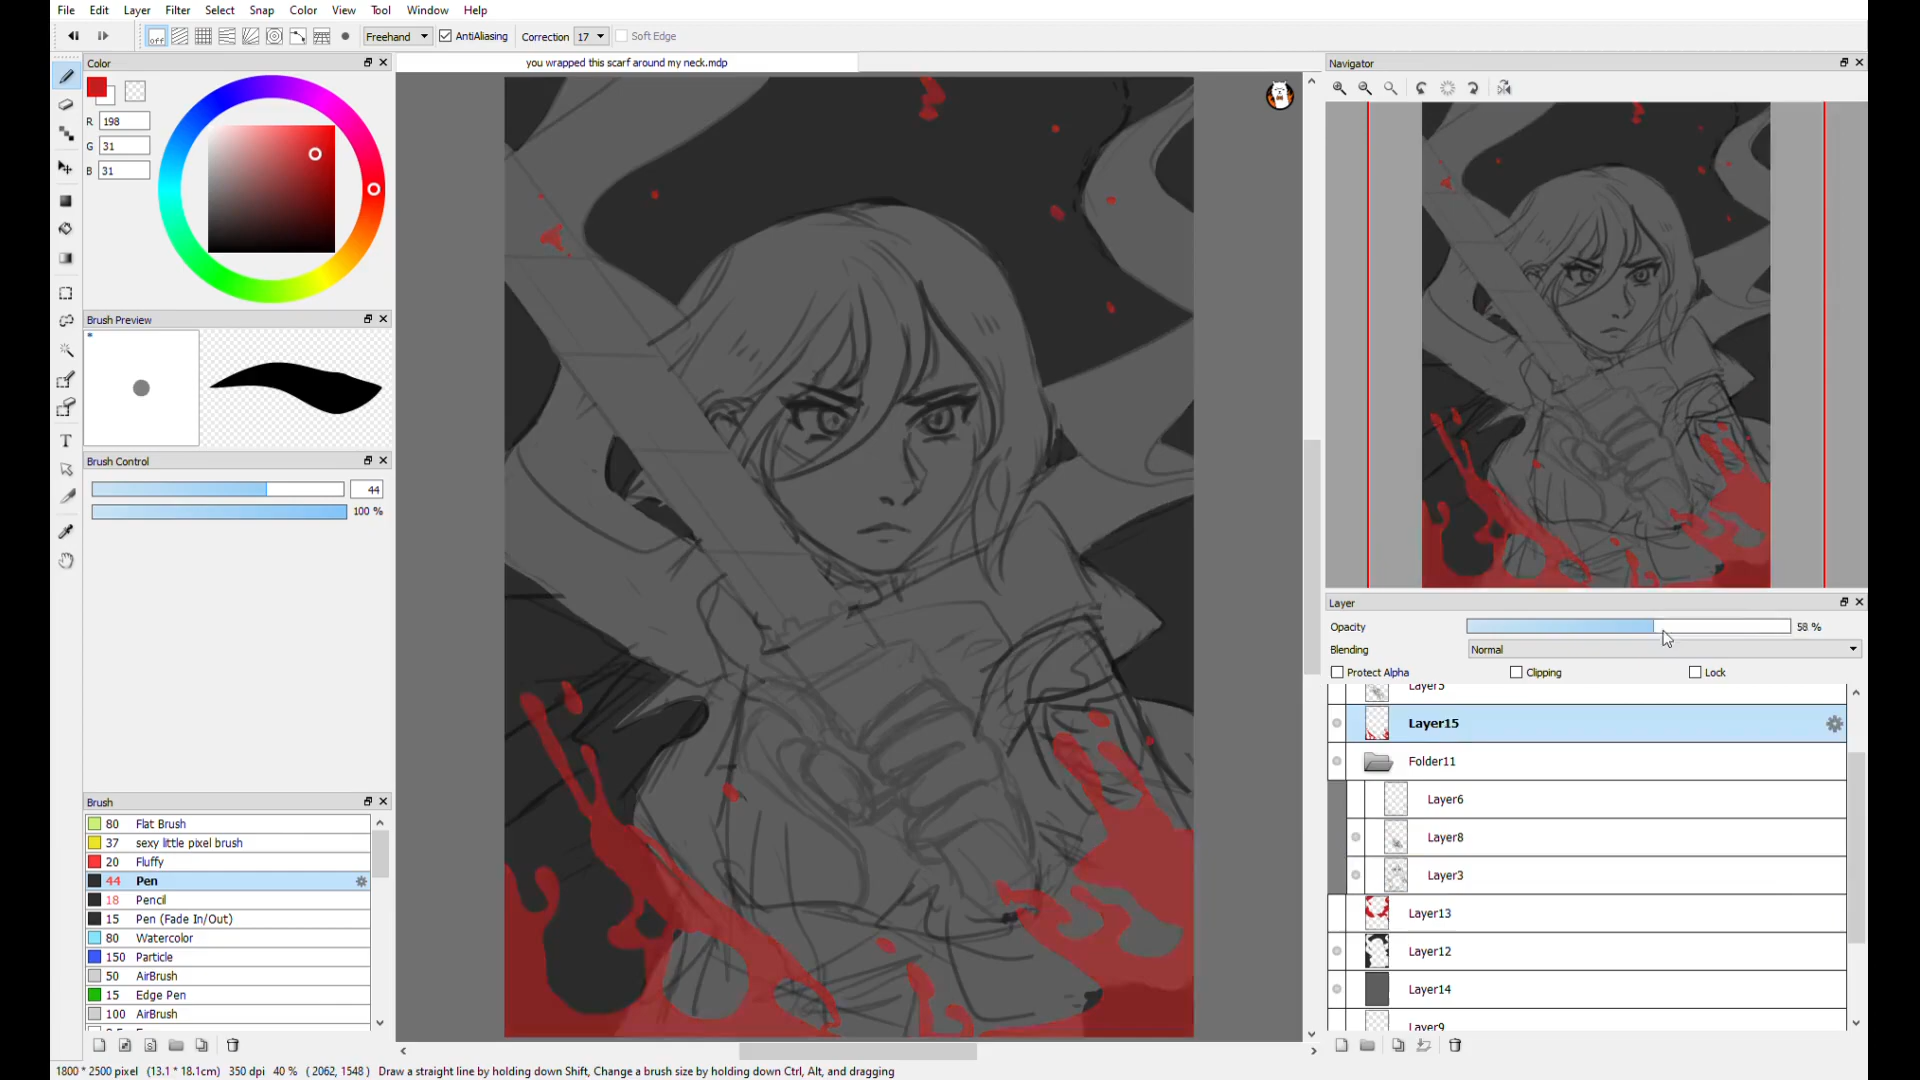 File Edit Layer Filter Select Snap Color View Tool Window Help
off Freehand AntiAliasing Correction 17 Soft Edge
Color
you wrapped this scarf around my neck.mdp
Navigator
R 198
G 31
B 31
Brush Preview
Brush Control
44
100 %
Layer
Opacity 58 %
Blending Normal
Protect Alpha Clipping Lock
Layer5
Layer15
Folder11
Layer6
Layer8
Layer3
Layer13
Layer12
Layer14
Layer9
Brush
80 Flat Brush
37 sexy little pixel brush
20 Fluffy
44 Pen
18 Pencil
15 Pen (Fade In/Out)
80 Watercolor
150 Particle
50 AirBrush
15 Edge Pen
100 AirBrush
1800 * 2500 pixel (13.1 * 18.1cm) 350 dpi 40 % ( 2062, 1548 ) Draw a straight line by holding down Shift, Change a brush size by holding down Ctrl, Alt, and dragging